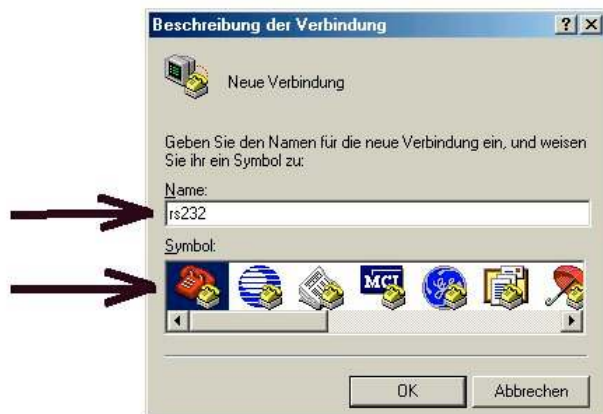 Beschreibung der Verbindung
Neue Verbindung
Geben Sie den Namen für die neue Verbindung ein, und weisen
Sie ihr ein Symbol zu:
Name:
rs232
Symbol:
MCI
OK Abbrechen